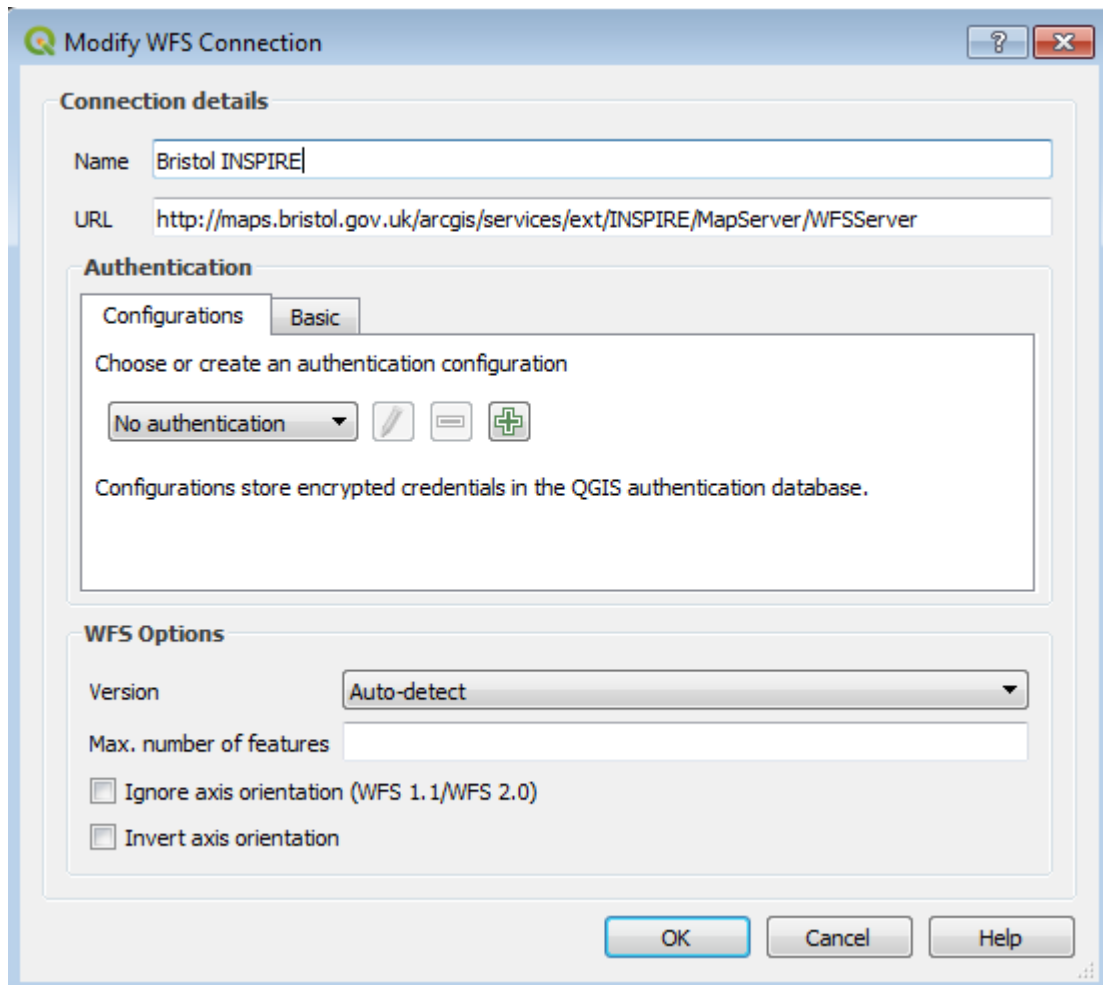 Modify WFS Connection
Connection details
Name Bristol INSPIRE
URL http://maps.bristol.gov.uk/arcgis/services/ext/INSPIRE/MapServer/WFSServer
Authentication
Configurations Basic
Choose or create an authentication configuration
No authentication
Configurations store encrypted credentials in the QGIS authentication database.
WFS Options
Version Auto-detect
Max. number of features
Ignore axis orientation (WFS 1.1/WFS 2.0)
Invert axis orientation
OK Cancel Help